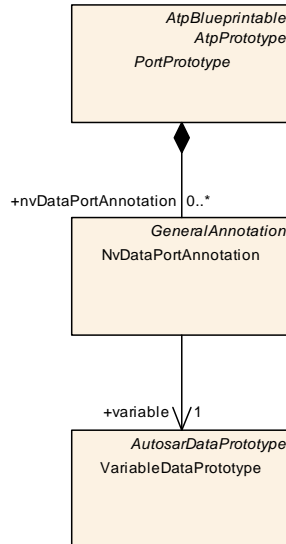 AtpBlueprintable
AtpPrototype
PortPrototype
+nvDataPortAnnotation 0..*
GeneralAnnotation
NvDataPortAnnotation
+variable 1
AutosarDataPrototype
VariableDataPrototype